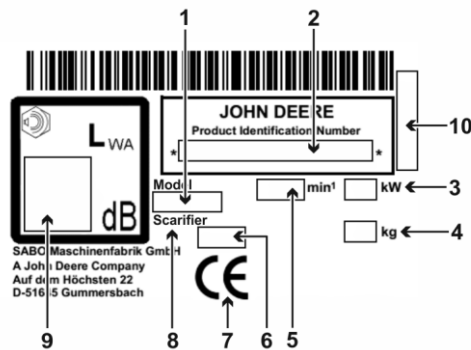 1 2
JOHN DEERE
Product Identification Number
* *
10
LWA
dB
Model
min¹
kW
3
Scarifier
kg
4
SABO Maschinenfabrik GmbH
A John Deere Company
Auf dem Höchsten 22
D-51645 Gummersbach
CE
9 8 7 6 5